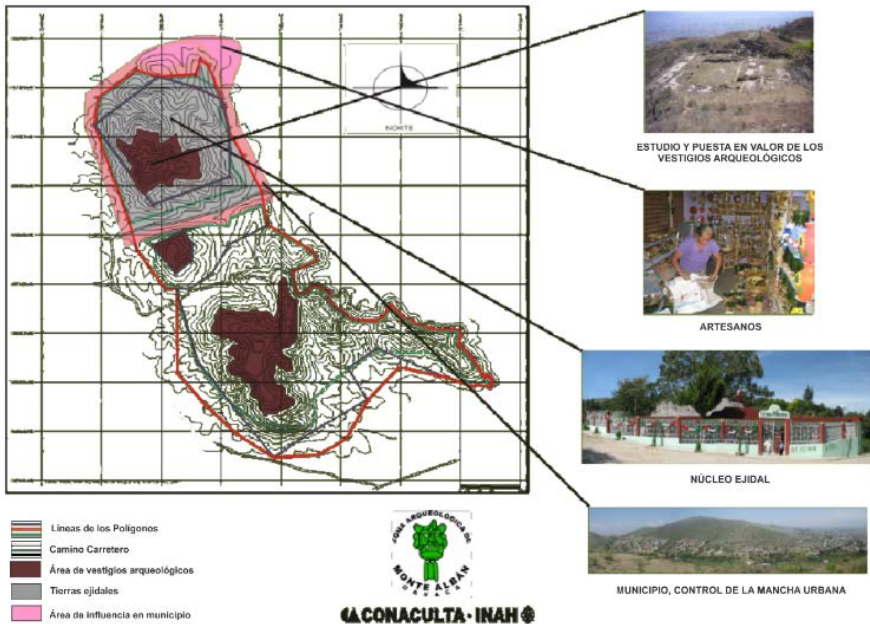 NORTE
ESTUDIO Y PUESTA EN VALOR DE LOS
VESTIGIOS ARQUEOLÓGICOS
ARTESANOS
NÚCLEO EJIDAL
MUNICIPIO, CONTROL DE LA MANCHA URBANA
Líneas de los Polígonos
Camino Carretero
Área de vestigios arqueológicos
Tierras ejidales
Área de influencia en municipio
ZONA ARQUEOLOGICA DE
MONTE ALBÁN
OAXACA
CONACULTA · INAH